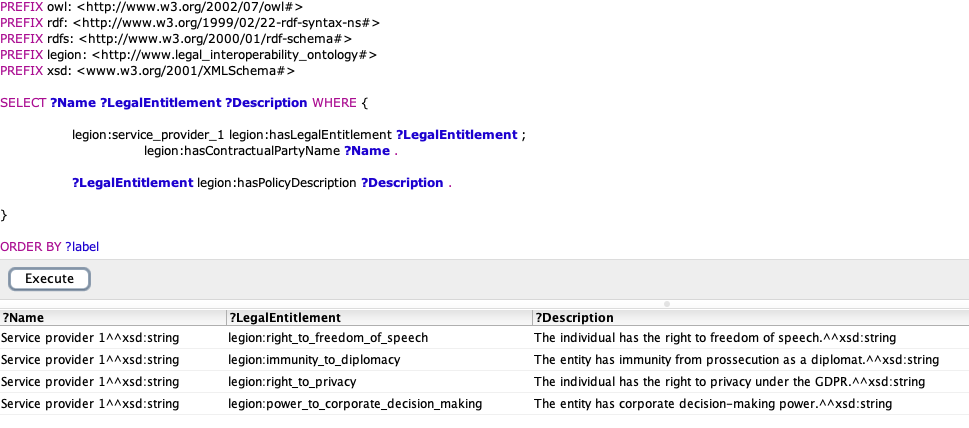 PREFIX owl: <http://www.w3.org/2002/07/owl#>
PREFIX rdf: <http://www.w3.org/1999/02/22-rdf-syntax-ns#>
PREFIX rdfs: <http://www.w3.org/2000/01/rdf-schema#>
PREFIX legion: <http://www.legal_interoperability_ontology#>
PREFIX xsd: <www.w3.org/2001/XMLSchema#>
SELECT ?Name ?LegalEntitlement ?Description WHERE {
legion:service_provider_1 legion:hasLegalEntitlement ?LegalEntitlement ;
legion:hasContractualPartyName ?Name .
?LegalEntitlement legion:hasPolicyDescription ?Description .
}
ORDER BY ?label
Execute
?Name ?LegalEntitlement ?Description
Service provider 1^^xsd:string legion:right_to_freedom_of_speech The individual has the right to freedom of speech.^^xsd:string
Service provider 1^^xsd:string legion:immunity_to_diplomacy The entity has immunity from prossecution as a diplomat.^^xsd:string
Service provider 1^^xsd:string legion:right_to_privacy The individual has the right to privacy under the GDPR.^^xsd:string
Service provider 1^^xsd:string legion:power_to_corporate_decision_making The entity has corporate decision-making power.^^xsd:string